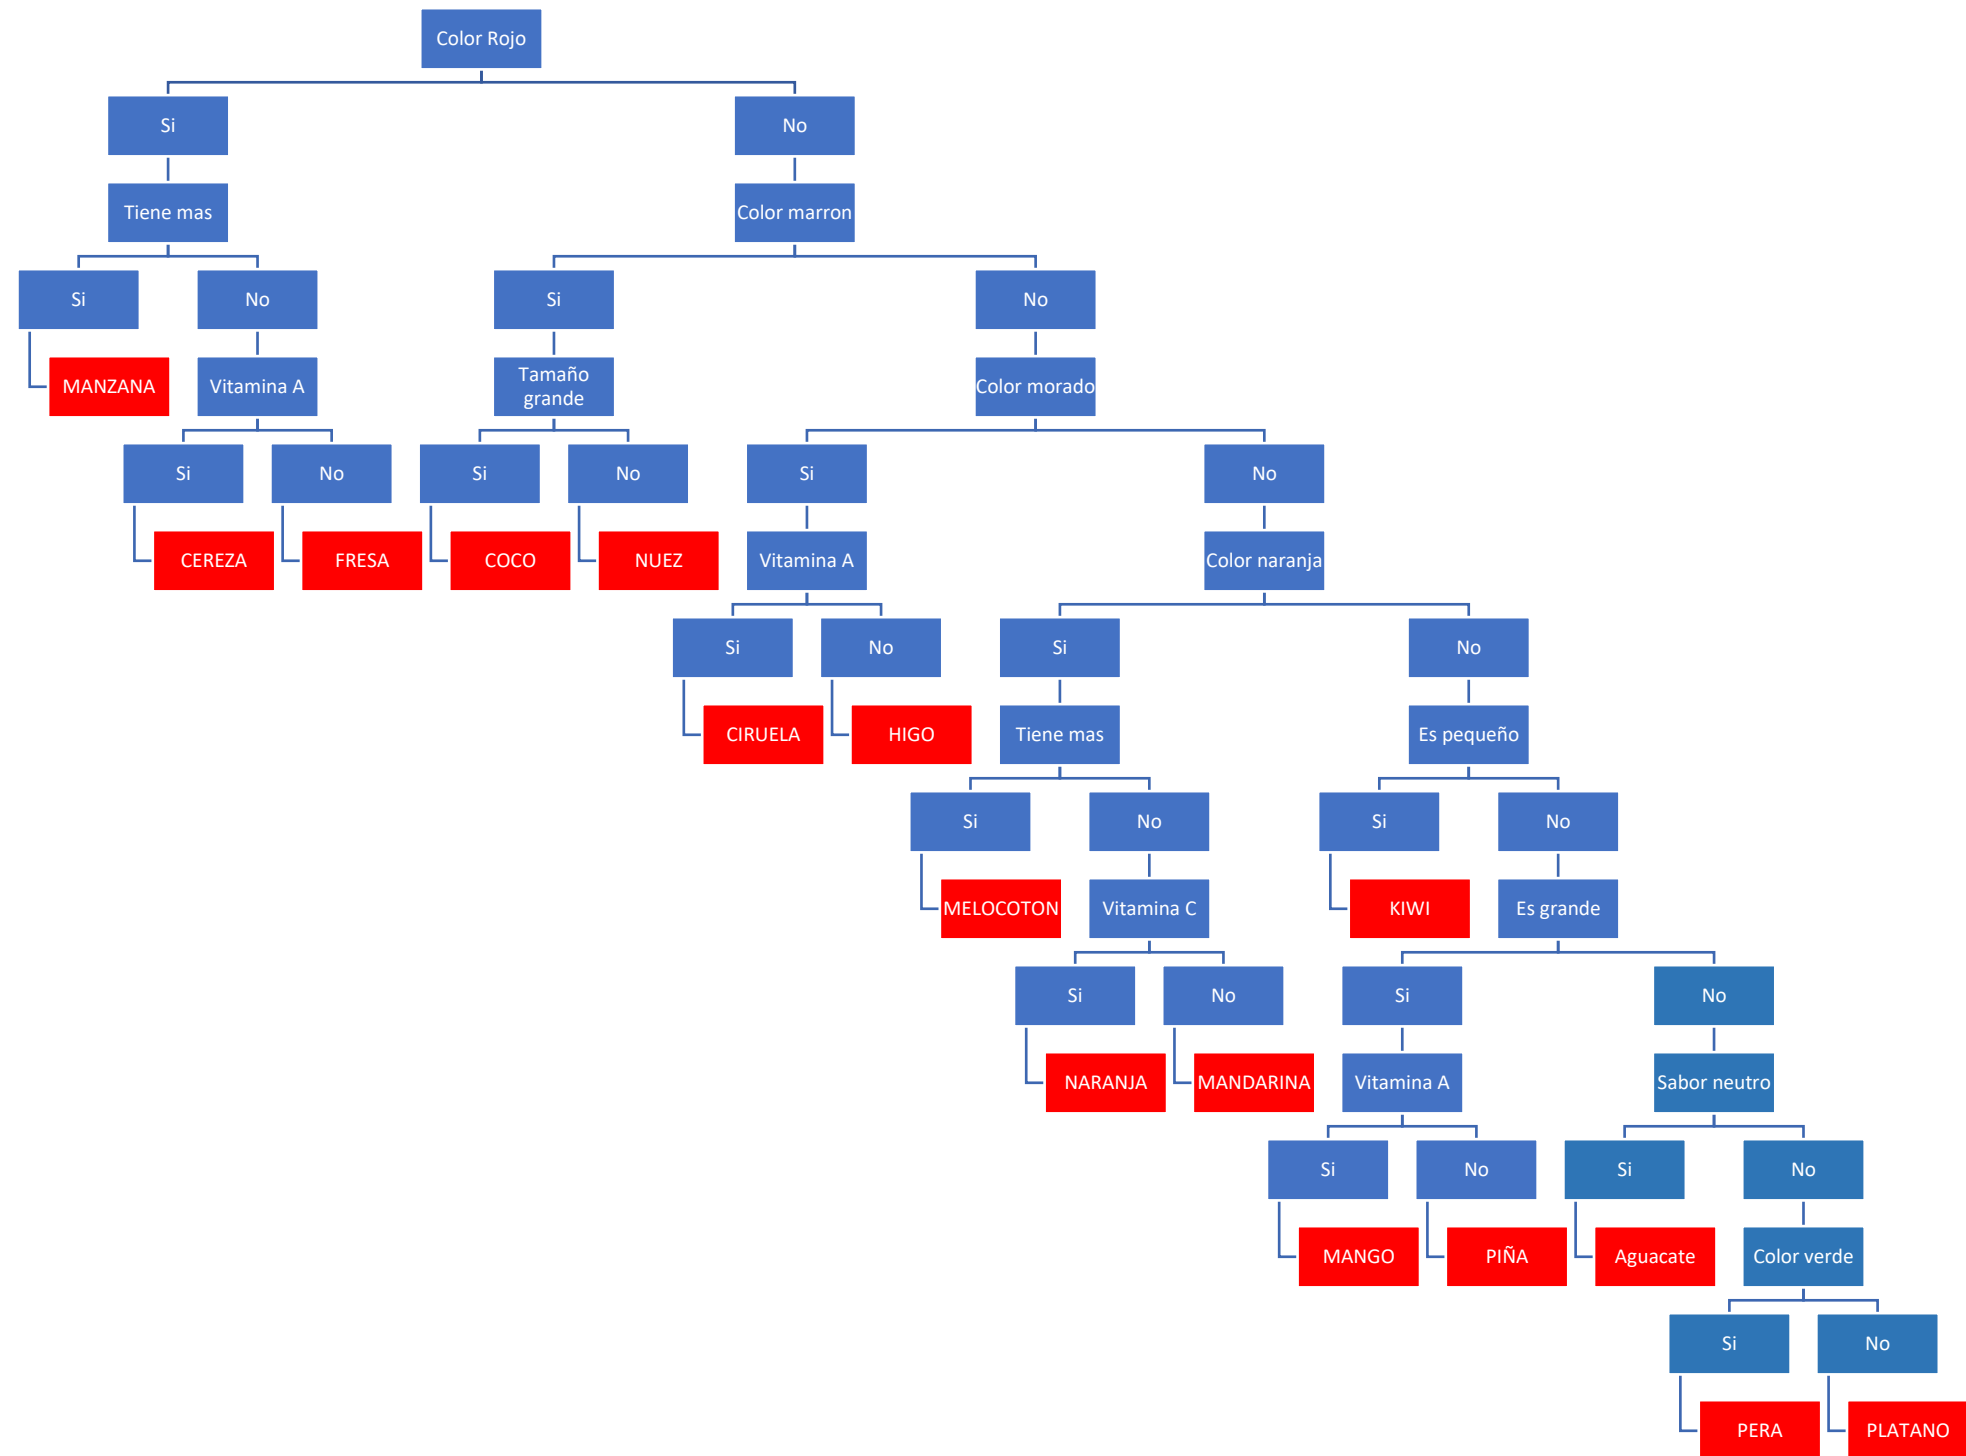 Color Rojo
Si
No
Tiene mas
Color marron
Si
No
Si
No
MANZANA
Vitamina A
Tamaño
grande
Color morado
Si
No
Si
No
Si
No
CEREZA
FRESA
COCO
NUEZ
Vitamina A
Color naranja
Si
No
Si
No
CIRUELA
HIGO
Tiene mas
Es pequeño
Si
No
Si
No
MELOCOTON
Vitamina C
KIWI
Es grande
Si
No
Si
No
NARANJA
MANDARINA
Vitamina A
Sabor neutro
Si
No
Si
No
MANGO
PIÑA
Aguacate
Color verde
Si
No
PERA
PLATANO